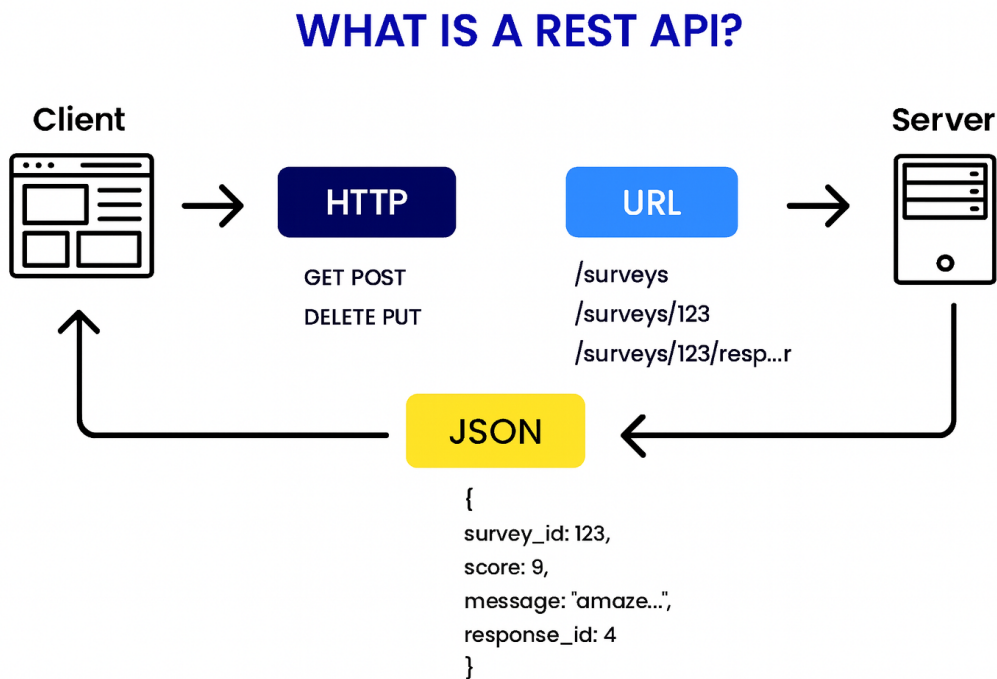 WHAT IS A REST API?
Client
Server
HTTP
URL
GET POST
DELETE PUT
/surveys
/surveys/123
/surveys/123/resp...r
JSON
{
survey_id: 123,
score: 9,
message: "amaze...",
response_id: 4
}